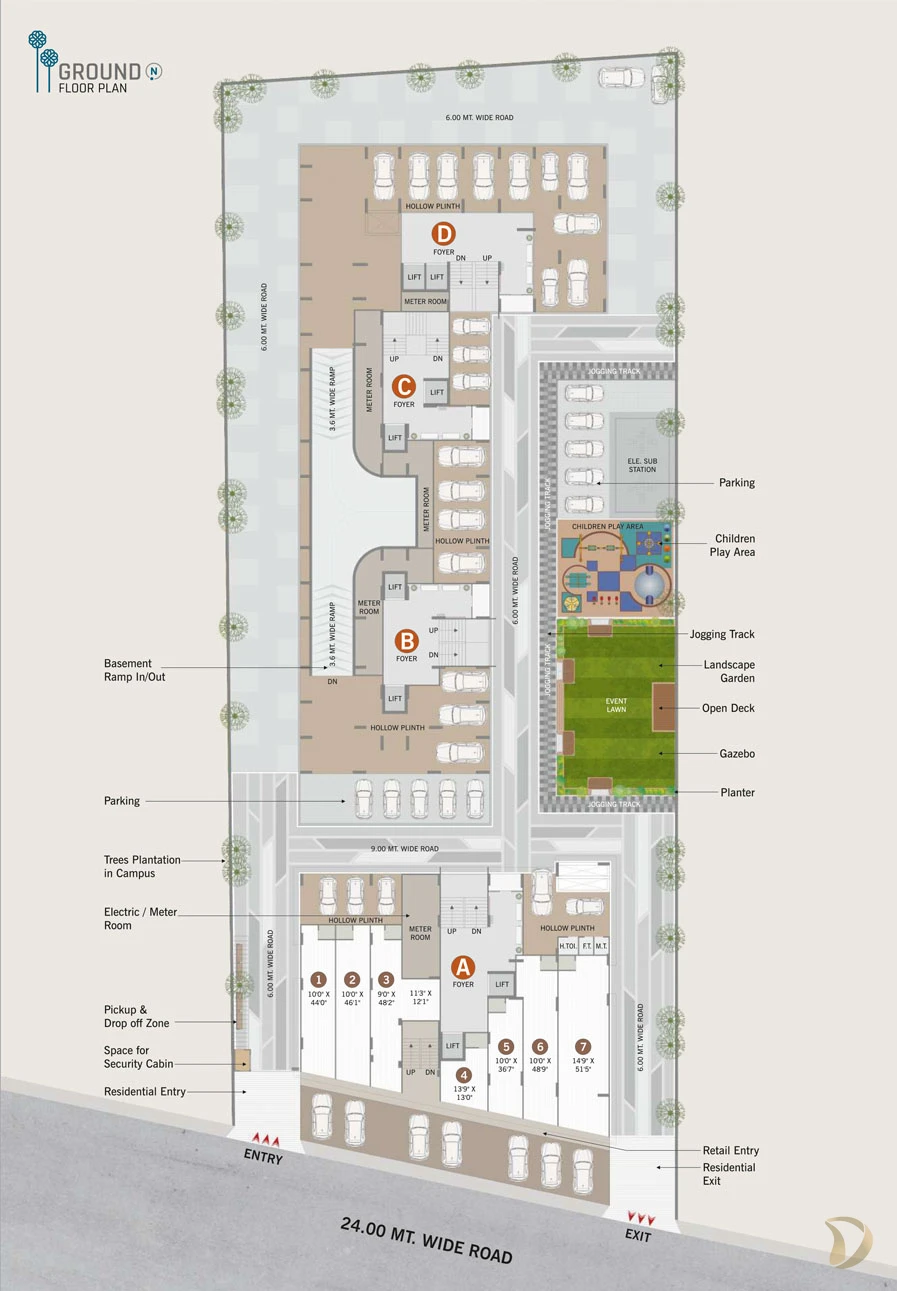 GROUND N
FLOOR PLAN
6.00 MT. WIDE ROAD
HOLLOW PLINTH
D
FOYER
DN UP
LIFT LIFT
METER ROOM
6.00 MT. WIDE ROAD
UP DN
JOGGING TRACK
3.6 MT. WIDE RAMP
METER ROOM
C
FOYER
LIFT
LIFT
ELE. SUB
STATION
Parking
METER ROOM
JOGGING TRACK
CHILDREN PLAY AREA
HOLLOW PLINTH
Children
Play Area
6.00 MT. WIDE ROAD
LIFT
METER
ROOM
3.6 MT. WIDE RAMP
B
FOYER
UP
DN
Jogging Track
JOGGING TRACK
Basement
Ramp In/Out
DN
Landscape
Garden
LIFT
EVENT
LAWN
Open Deck
HOLLOW PLINTH
Gazebo
Planter
Parking
JOGGING TRACK
9.00 MT. WIDE ROAD
Trees Plantation
in Campus
Electric / Meter
Room
HOLLOW PLINTH
METER
ROOM
UP DN
HOLLOW PLINTH
H.TOI. F.T. M.T.
6.00 MT. WIDE ROAD
A
FOYER
LIFT
1
10'0" X
44'0"
2
10'0" X
46'1"
3
9'0" X
48'2"
11'3" X
12'1"
Pickup &
Drop off Zone
LIFT
5
10'0" X
36'7"
6
10'0" X
48'9"
7
14'9" X
51'5"
6.00 MT. WIDE ROAD
Space for
Security Cabin
UP DN
4
13'9" X
13'0"
Residential Entry
ENTRY
Retail Entry
Residential
Exit
EXIT
24.00 MT. WIDE ROAD